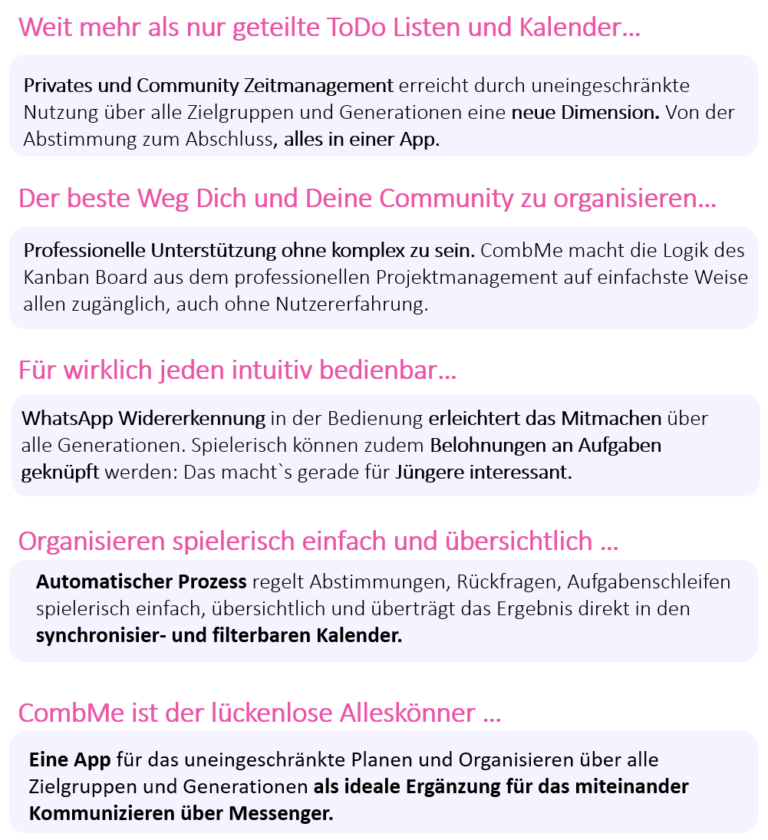 Weit mehr als nur geteilte ToDo Listen und Kalender…
Privates und Community Zeitmanagement erreicht durch uneingeschränkte
Nutzung über alle Zielgruppen und Generationen eine neue Dimension. Von der
Abstimmung zum Abschluss, alles in einer App.
Der beste Weg Dich und Deine Community zu organisieren…
Professionelle Unterstützung ohne komplex zu sein. CombMe macht die Logik des
Kanban Board aus dem professionellen Projektmanagement auf einfachste Weise
allen zugänglich, auch ohne Nutzererfahrung.
Für wirklich jeden intuitiv bedienbar…
WhatsApp Widererkennung in der Bedienung erleichtert das Mitmachen über
alle Generationen. Spielerisch können zudem Belohnungen an Aufgaben
geknüpft werden: Das macht`s gerade für Jüngere interessant.
Organisieren spielerisch einfach und übersichtlich …
Automatischer Prozess regelt Abstimmungen, Rückfragen, Aufgabenschleifen
spielerisch einfach, übersichtlich und überträgt das Ergebnis direkt in den
synchronisier- und filterbaren Kalender.
CombMe ist der lückenlose Alleskönner …
Eine App für das uneingeschränkte Planen und Organisieren über alle
Zielgruppen und Generationen als ideale Ergänzung für das miteinander
Kommunizieren über Messenger.